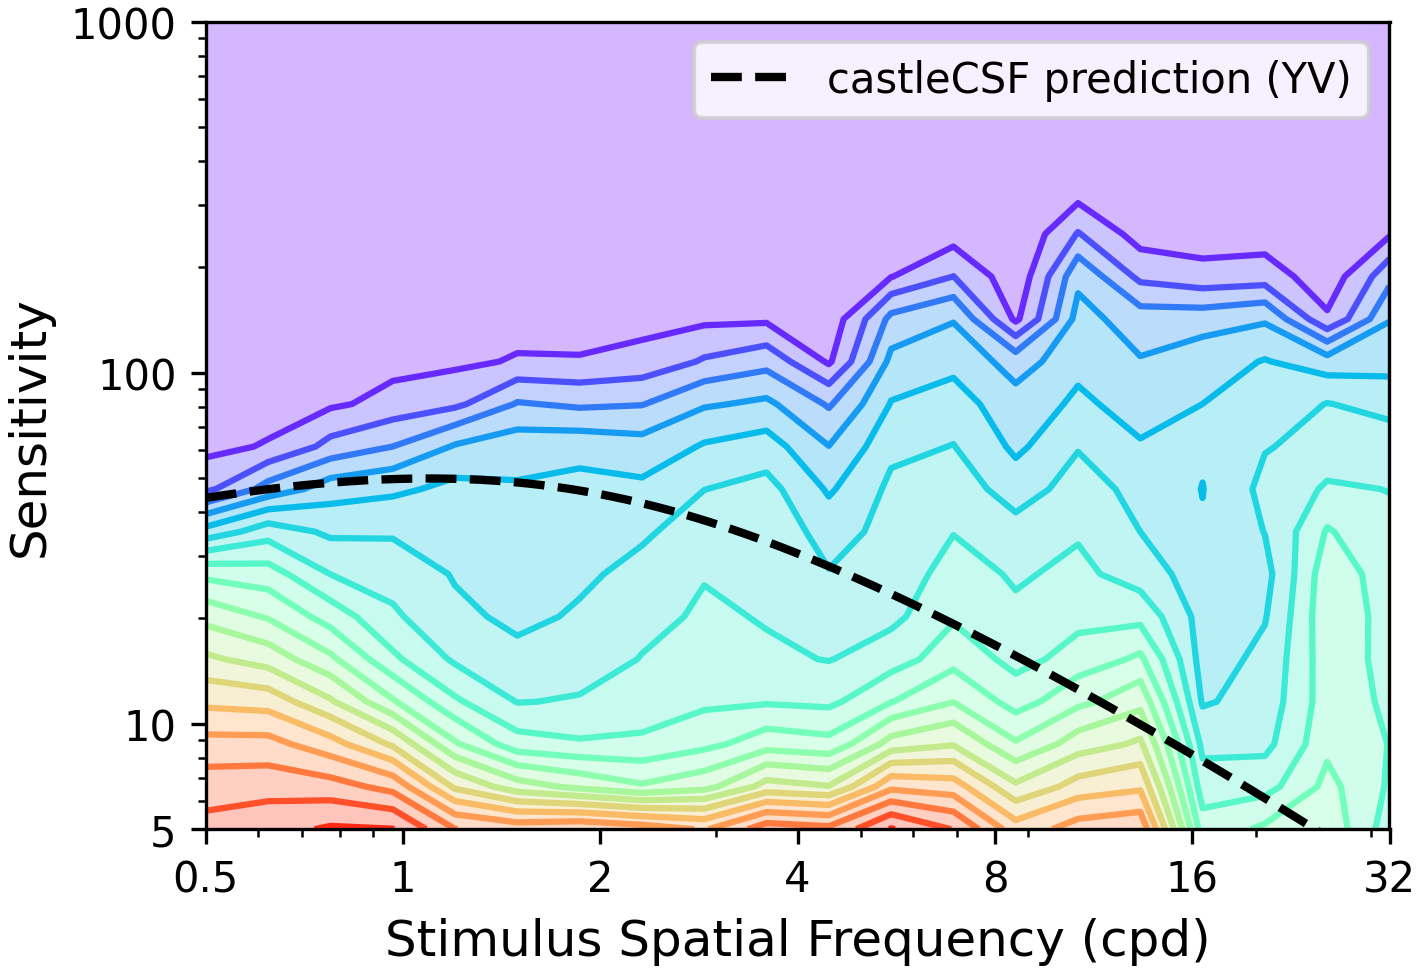 1000
castleCSF prediction (YV)
100
Sensitivity
10
5
0.5 1 2 4 8 16 32
Stimulus Spatial Frequency (cpd)